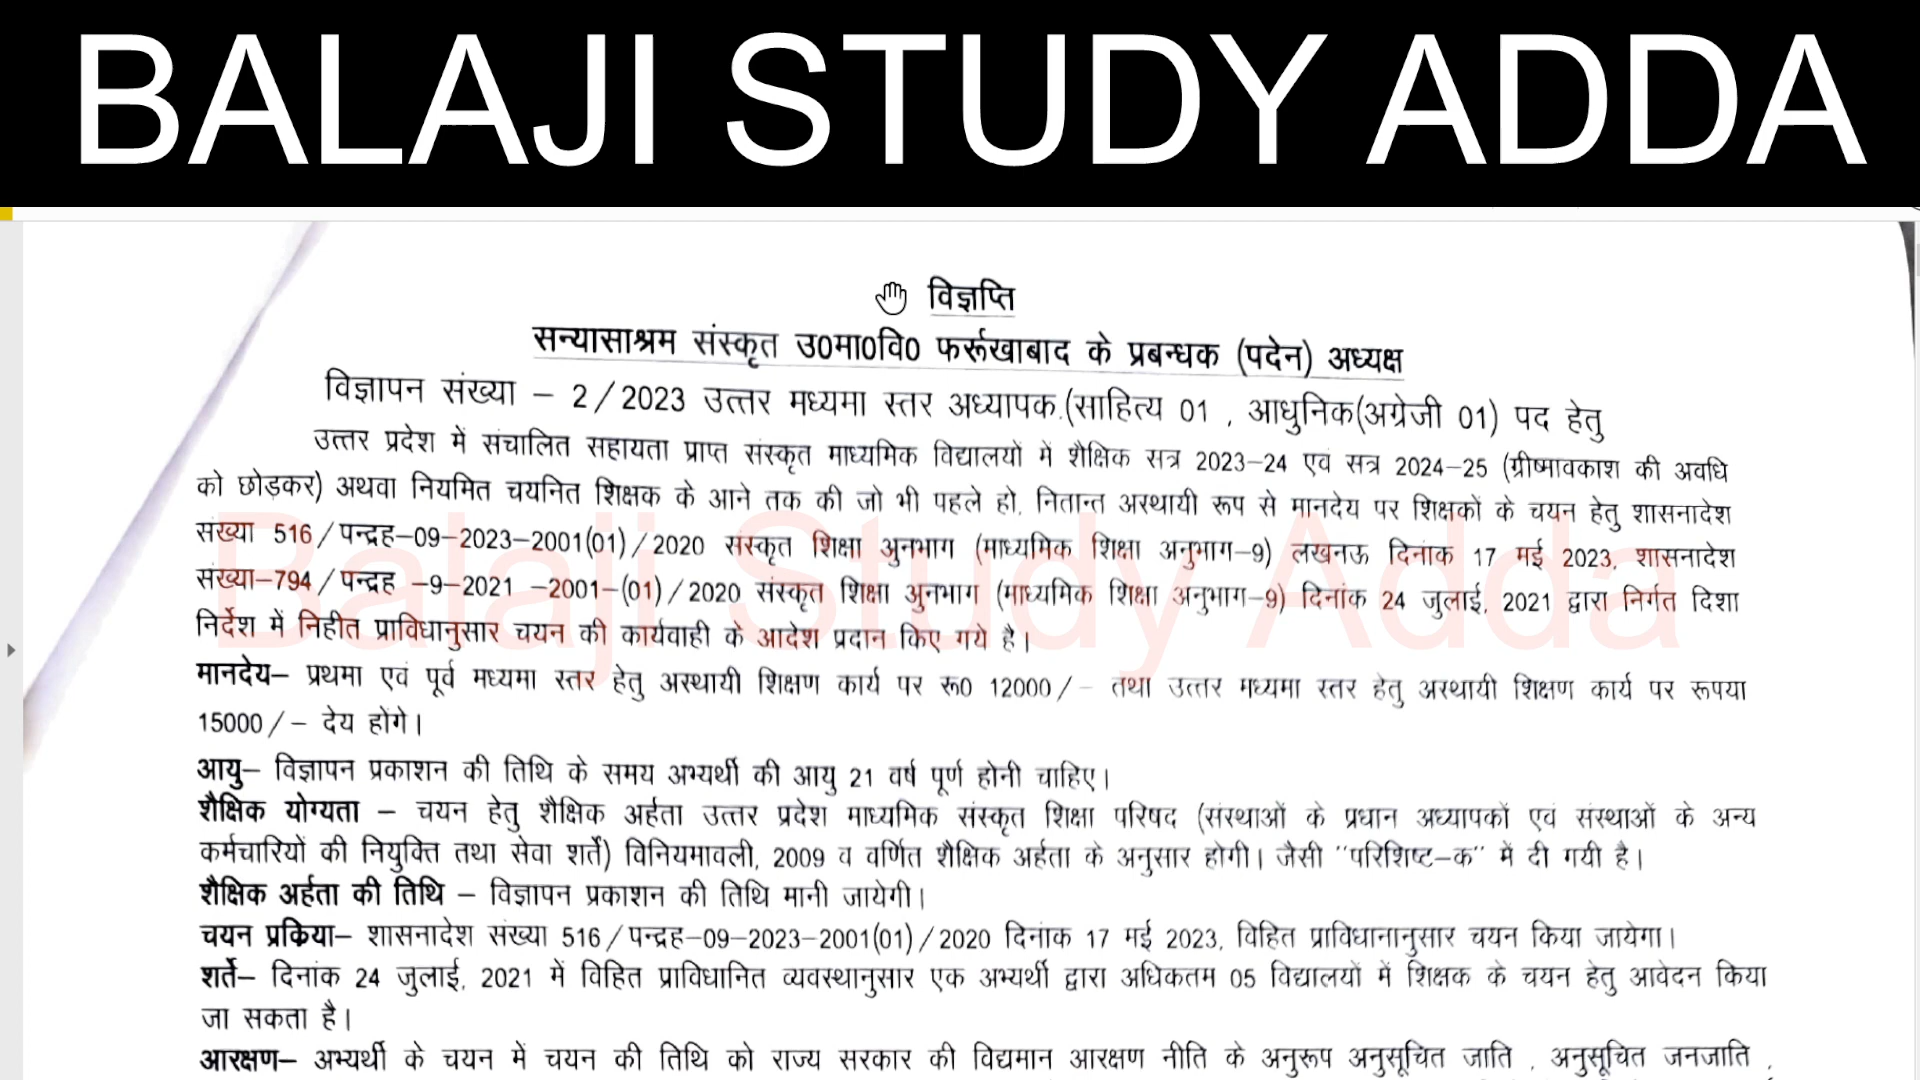 BALAJI STUDY ADDA
विज्ञप्ति
सन्यासाश्रम संस्कृत उ0मा0वि0 फर्रूखाबाद के प्रबन्धक (पदेन) अध्यक्ष
विज्ञापन संख्या – 2/2023 उत्तर मध्यमा स्तर अध्यापक.(साहित्य 01 , आधुनिक(अग्रेजी 01) पद हेतु
उत्तर प्रदेश में संचालित सहायता प्राप्त संस्कृत माध्यमिक विद्यालयों में शैक्षिक सत्र 2023–24 एवं सत्र 2024–25 (ग्रीष्मावकाश की अवधि
को छोड़कर) अथवा नियमित चयनित शिक्षक के आने तक की जो भी पहले हो, नितान्त अस्थायी रूप से मानदेय पर शिक्षकों के चयन हेतु शासनादेश
संख्या 516/पन्द्रह–09–2023–2001(01)/2020 संस्कृत शिक्षा अुनभाग (माध्यमिक शिक्षा अनुभाग–9) लखनऊ दिनांक 17 मई 2023, शासनादेश
संख्या–794/पन्द्रह –9–2021 –2001–(01)/2020 संस्कृत शिक्षा अुनभाग (माध्यमिक शिक्षा अनुभाग–9) दिनांक 24 जुलाई, 2021 द्वारा निर्गत दिशा
निर्देश में निहीत प्राविधानुसार चयन की कार्यवाही के आदेश प्रदान किए गये है।
मानदेय– प्रथमा एवं पूर्व मध्यमा स्तर हेतु अस्थायी शिक्षण कार्य पर रू0 12000/– तथा उत्तर मध्यमा स्तर हेतु अस्थायी शिक्षण कार्य पर रूपया
15000/– देय होंगे।
आयु– विज्ञापन प्रकाशन की तिथि के समय अभ्यर्थी की आयु 21 वर्ष पूर्ण होनी चाहिए।
शैक्षिक योग्यता – चयन हेतु शैक्षिक अर्हता उत्तर प्रदेश माध्यमिक संस्कृत शिक्षा परिषद (संस्थाओं के प्रधान अध्यापकों एवं संस्थाओं के अन्य
कर्मचारियों की नियुक्ति तथा सेवा शर्ते) विनियमावली, 2009 व वर्णित शैक्षिक अर्हता के अनुसार होगी। जैसी "परिशिष्ट–क" में दी गयी है।
शैक्षिक अर्हता की तिथि – विज्ञापन प्रकाशन की तिथि मानी जायेगी।
चयन प्रकिया– शासनादेश संख्या 516/पन्द्रह–09–2023–2001(01)/2020 दिनांक 17 मई 2023, विहित प्राविधानानुसार चयन किया जायेगा।
शर्ते– दिनांक 24 जुलाई, 2021 में विहित प्राविधानित व्यवस्थानुसार एक अभ्यर्थी द्वारा अधिकतम 05 विद्यालयों में शिक्षक के चयन हेतु आवेदन किया
जा सकता है।
आरक्षण– अभ्यर्थी के चयन में चयन की तिथि को राज्य सरकार की विद्यमान आरक्षण नीति के अनुरूप अनुसूचित जाति , अनुसूचित जनजाति ,
Balaji Study Adda